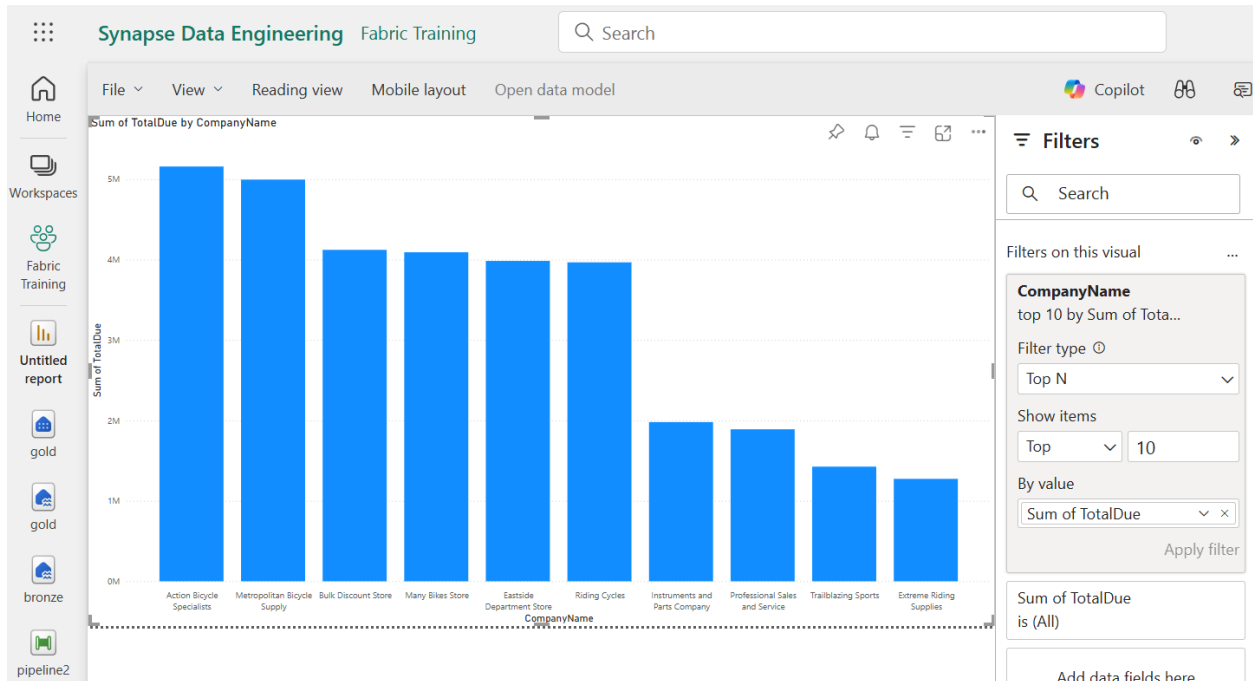 Synapse Data Engineering Fabric Training
Search
Home
Workspaces
Fabric
Training
Untitled
report
gold
gold
bronze
pipeline2
File View Reading view Mobile layout Open data model
Copilot
Sum of TotalDue by CompanyName
Sum of TotalDue
5M
4M
3M
2M
1M
0M
Action Bicycle
Specialists
Metropolitan Bicycle
Supply
Bulk Discount Store
Many Bikes Store
Eastside
Department Store
Riding Cycles
Instruments and
Parts Company
Professional Sales
and Service
Trailblazing Sports
Extreme Riding
Supplies
CompanyName
Filters
Search
Filters on this visual
...
CompanyName
top 10 by Sum of Tota...
Filter type
Top N
Show items
Top 10
By value
Sum of TotalDue
Apply filter
Sum of TotalDue
is (All)
Add data fields here